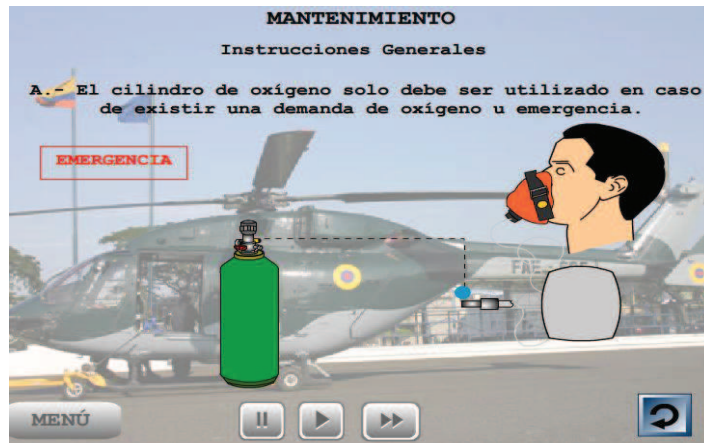 MANTENIMIENTO
Instrucciones Generales
A.- El cilindro de oxígeno solo debe ser utilizado en caso
de existir una demanda de oxígeno u emergencia.
EMERGENCIA
FAE
MENÚ